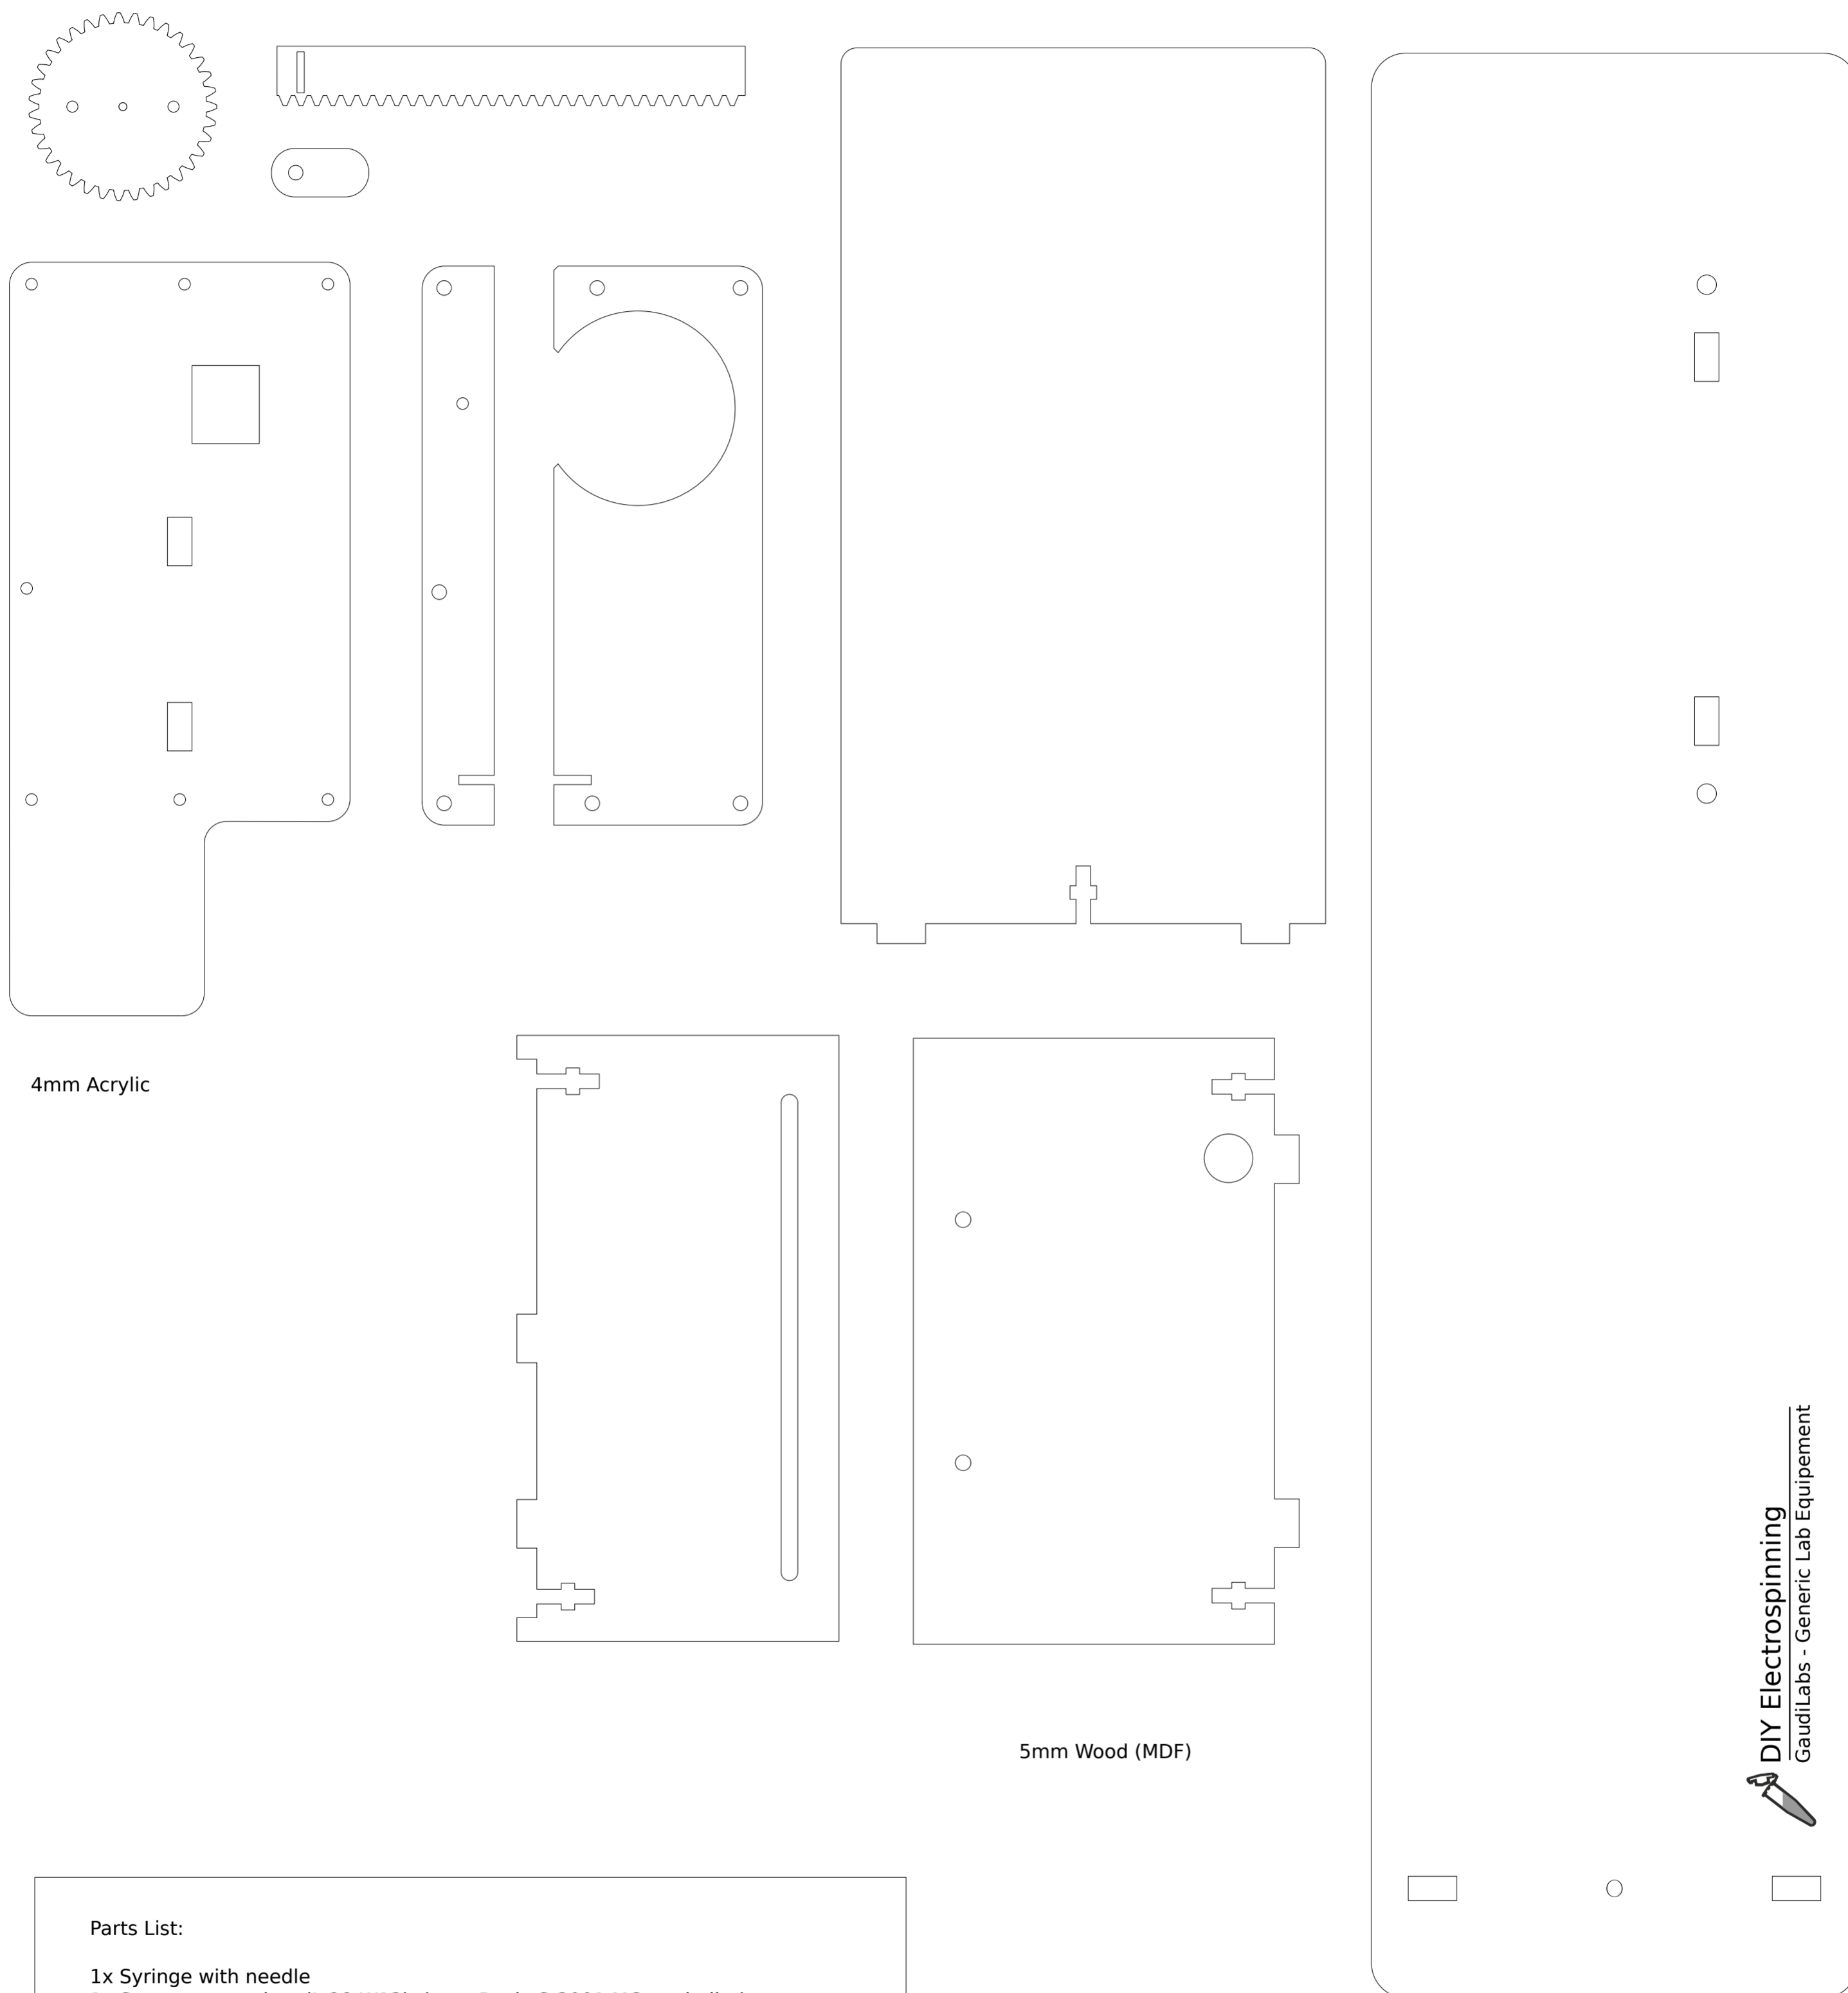 4mm Acrylic
5mm Wood (MDF)
DIY Electrospinning
GaudiLabs - Generic Lab Equipement
Parts List:
1x Syringe with needle